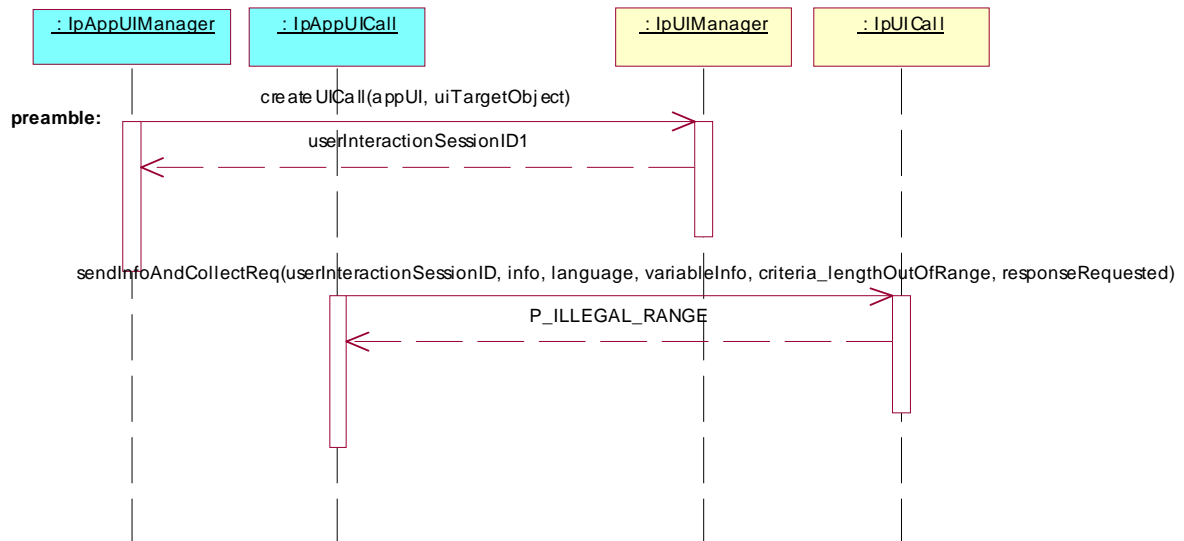 : IpAppUIManager
: IpAppUICall
: IpUIManager
: IpUICall
createUICall(appUI, uiTargetObject)
preamble:
userInteractionSessionID1
sendInfoAndCollectReq(userInteractionSessionID, info, language, variableInfo, criteria_lengthOutOfRange, responseRequested)
P_ILLEGAL_RANGE